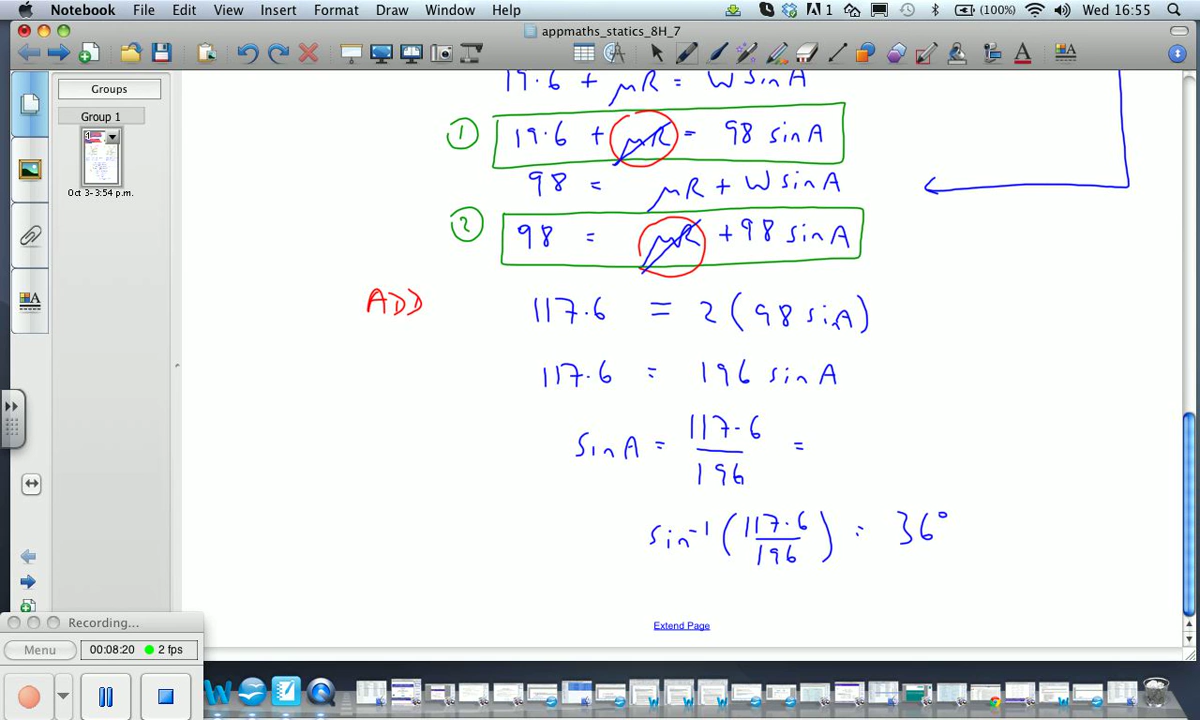 Notebook File Edit View Insert Format Draw Window Help 1 (100%) Wed 16:55
appmaths_statics_8H_7
Groups
Group 1
Oct 3-3:54 p.m.
19.6 + μR = W sin A
① 19.6 + μR = 98 sin A
98 = μR + W sin A
② 98 = μR + 98 sin A
ADD 117.6 = 2 (98 sin A)
117.6 = 196 sin A
sin A = 117.6/196 =
sin⁻¹ (117.6/196) = 36°
Extend Page
Recording...
Menu 00:08:20 2 fps